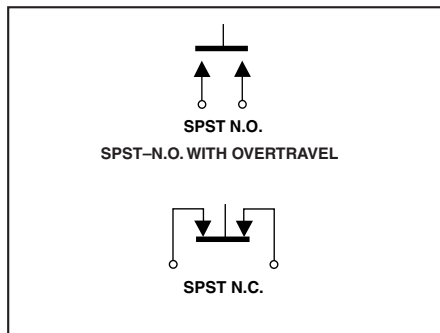 SPST N.O.
SPST–N.O. WITH OVERTRAVEL
SPST N.C.